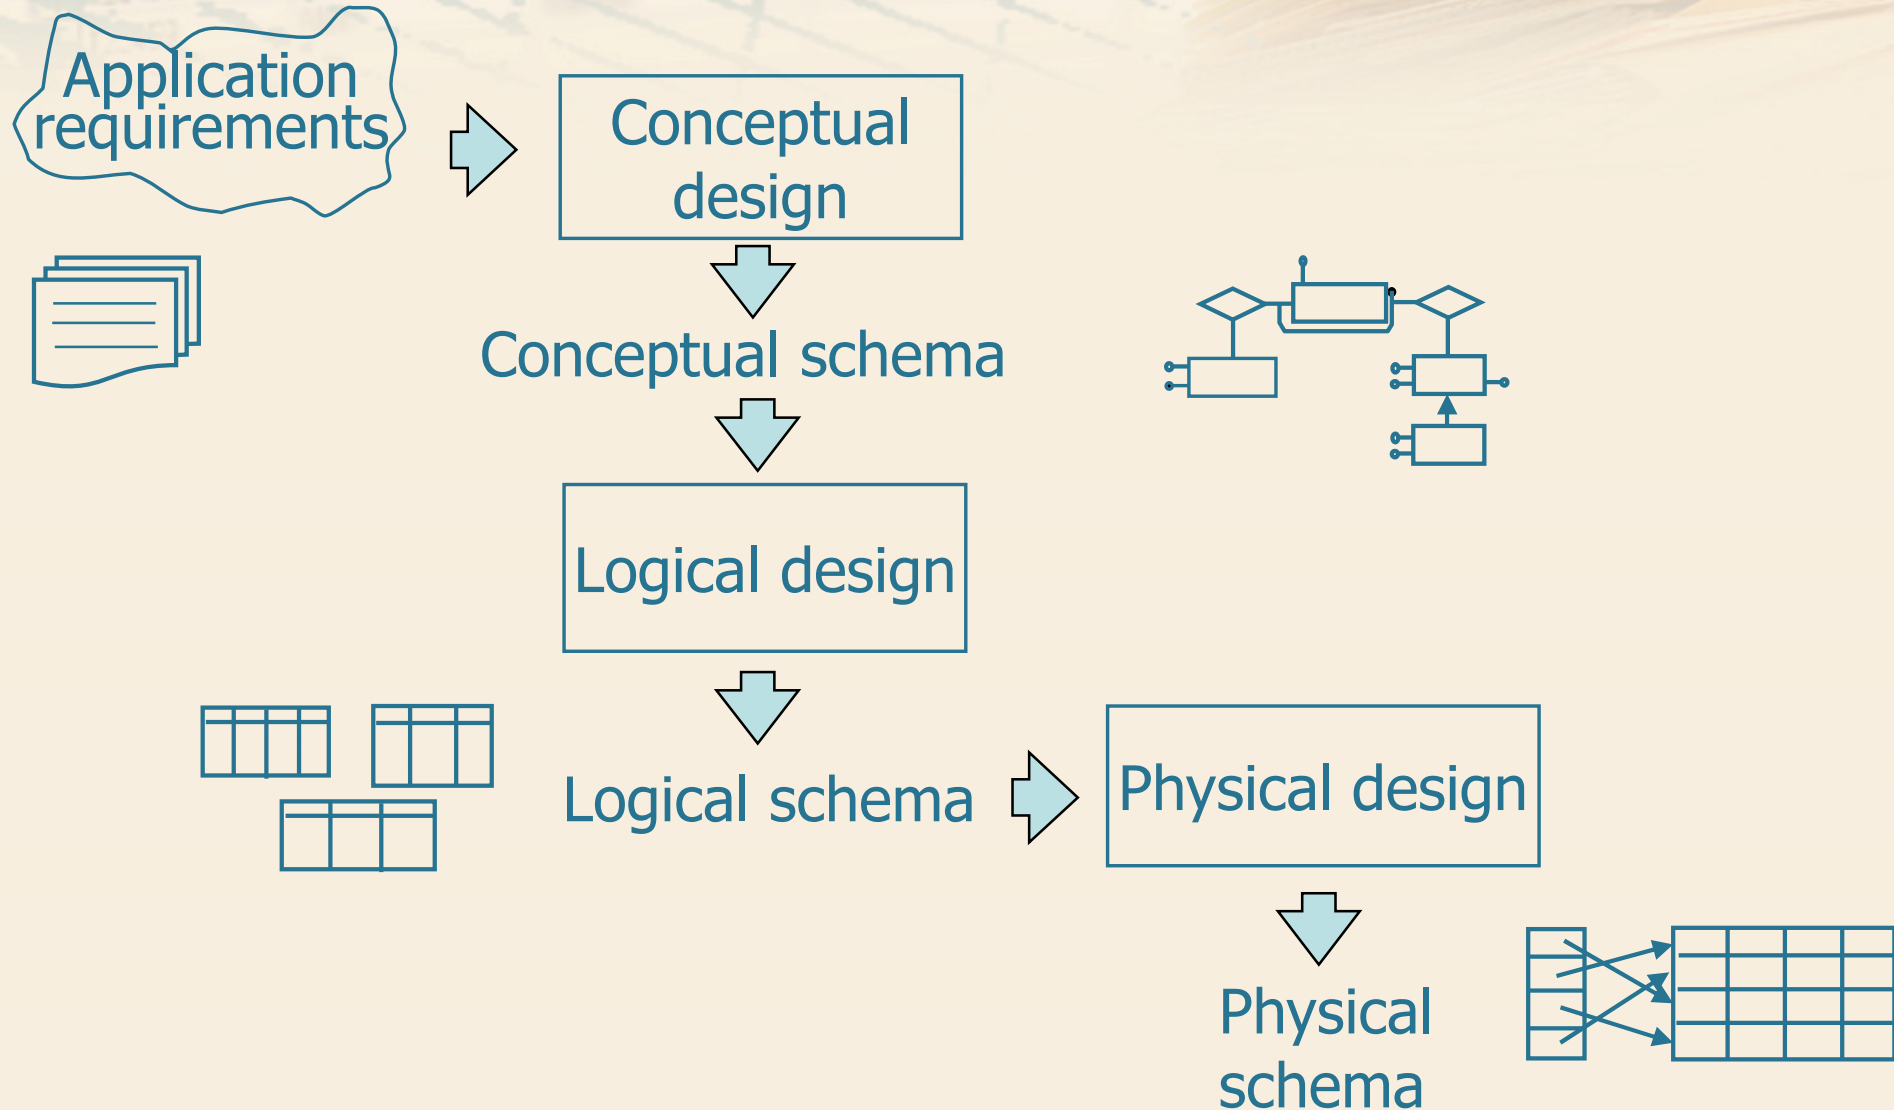 Application
requirements
Conceptual
design
Conceptual schema
Logical design
Logical schema
Physical design
Physical
schema